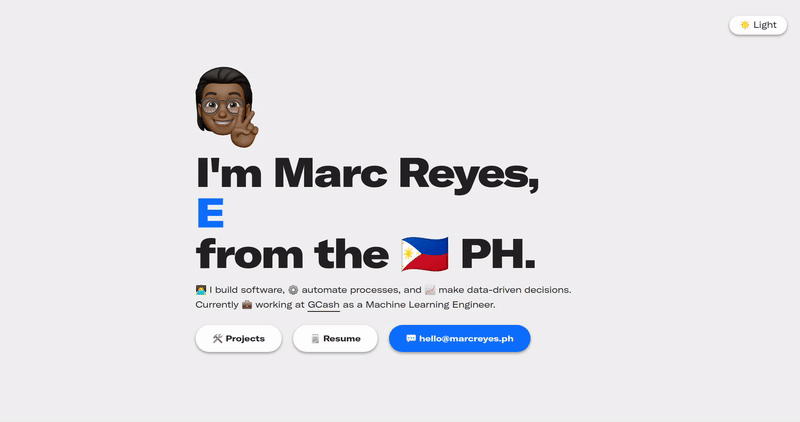 ☀️ Light
I'm Marc Reyes,
E
from the 🇵🇭 PH.
👨‍💻 I build software, ⚙️ automate processes, and 📈 make data-driven decisions.
Currently 💼 working at GCash as a Machine Learning Engineer.
🛠 Projects
🗒 Resume
💬 hello@marcreyes.ph